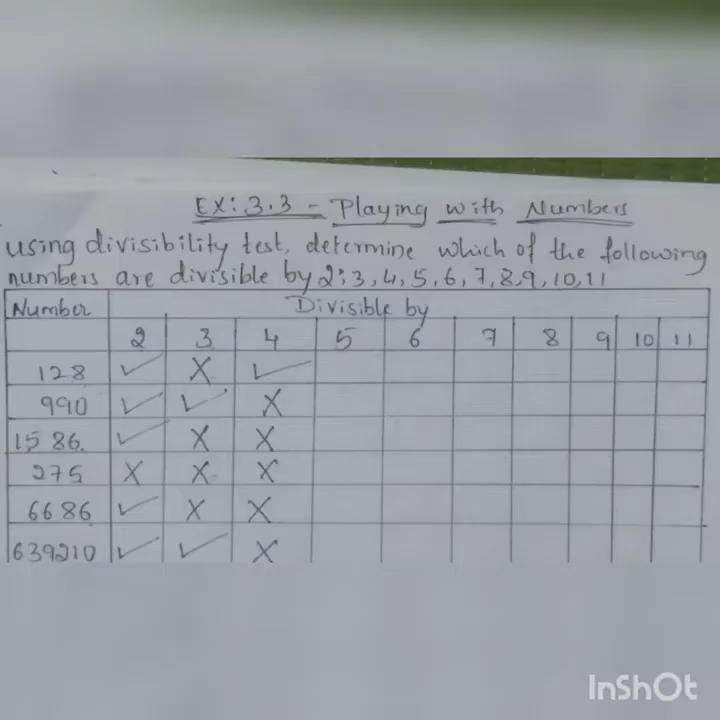 EX: 3.3 - Playing with Numbers
using divisibility test, determine which of the following
numbers are divisible by 2; 3, 4, 5, 6, 7, 8, 9, 10, 11
Number Divisible by
2 3 4 5 6 7 8 9 10 11
128 ✓ X ✓
990 ✓ ✓ X
1586. ✓ X X
275 X X X
6686 ✓ X X
639210 ✓ ✓ X
InShOt